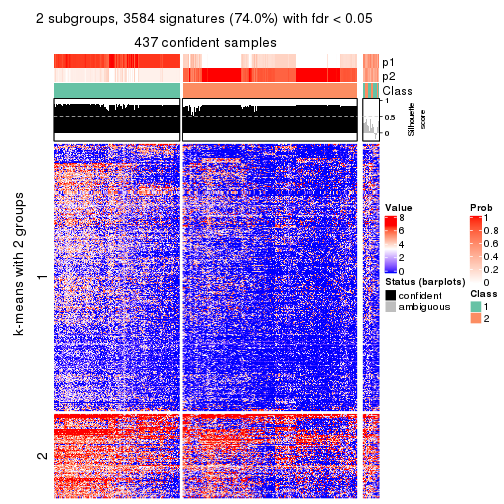 2 subgroups, 3584 signatures (74.0%) with fdr < 0.05
437 confident samples
p1
p2
Class
1
0.5
0
Silhouette
score
k-means with 2 groups
1
2
Value
8
6
4
2
0
Status (barplots)
confident
ambiguous
Prob
1
0.8
0.6
0.4
0.2
0
Class
1
2